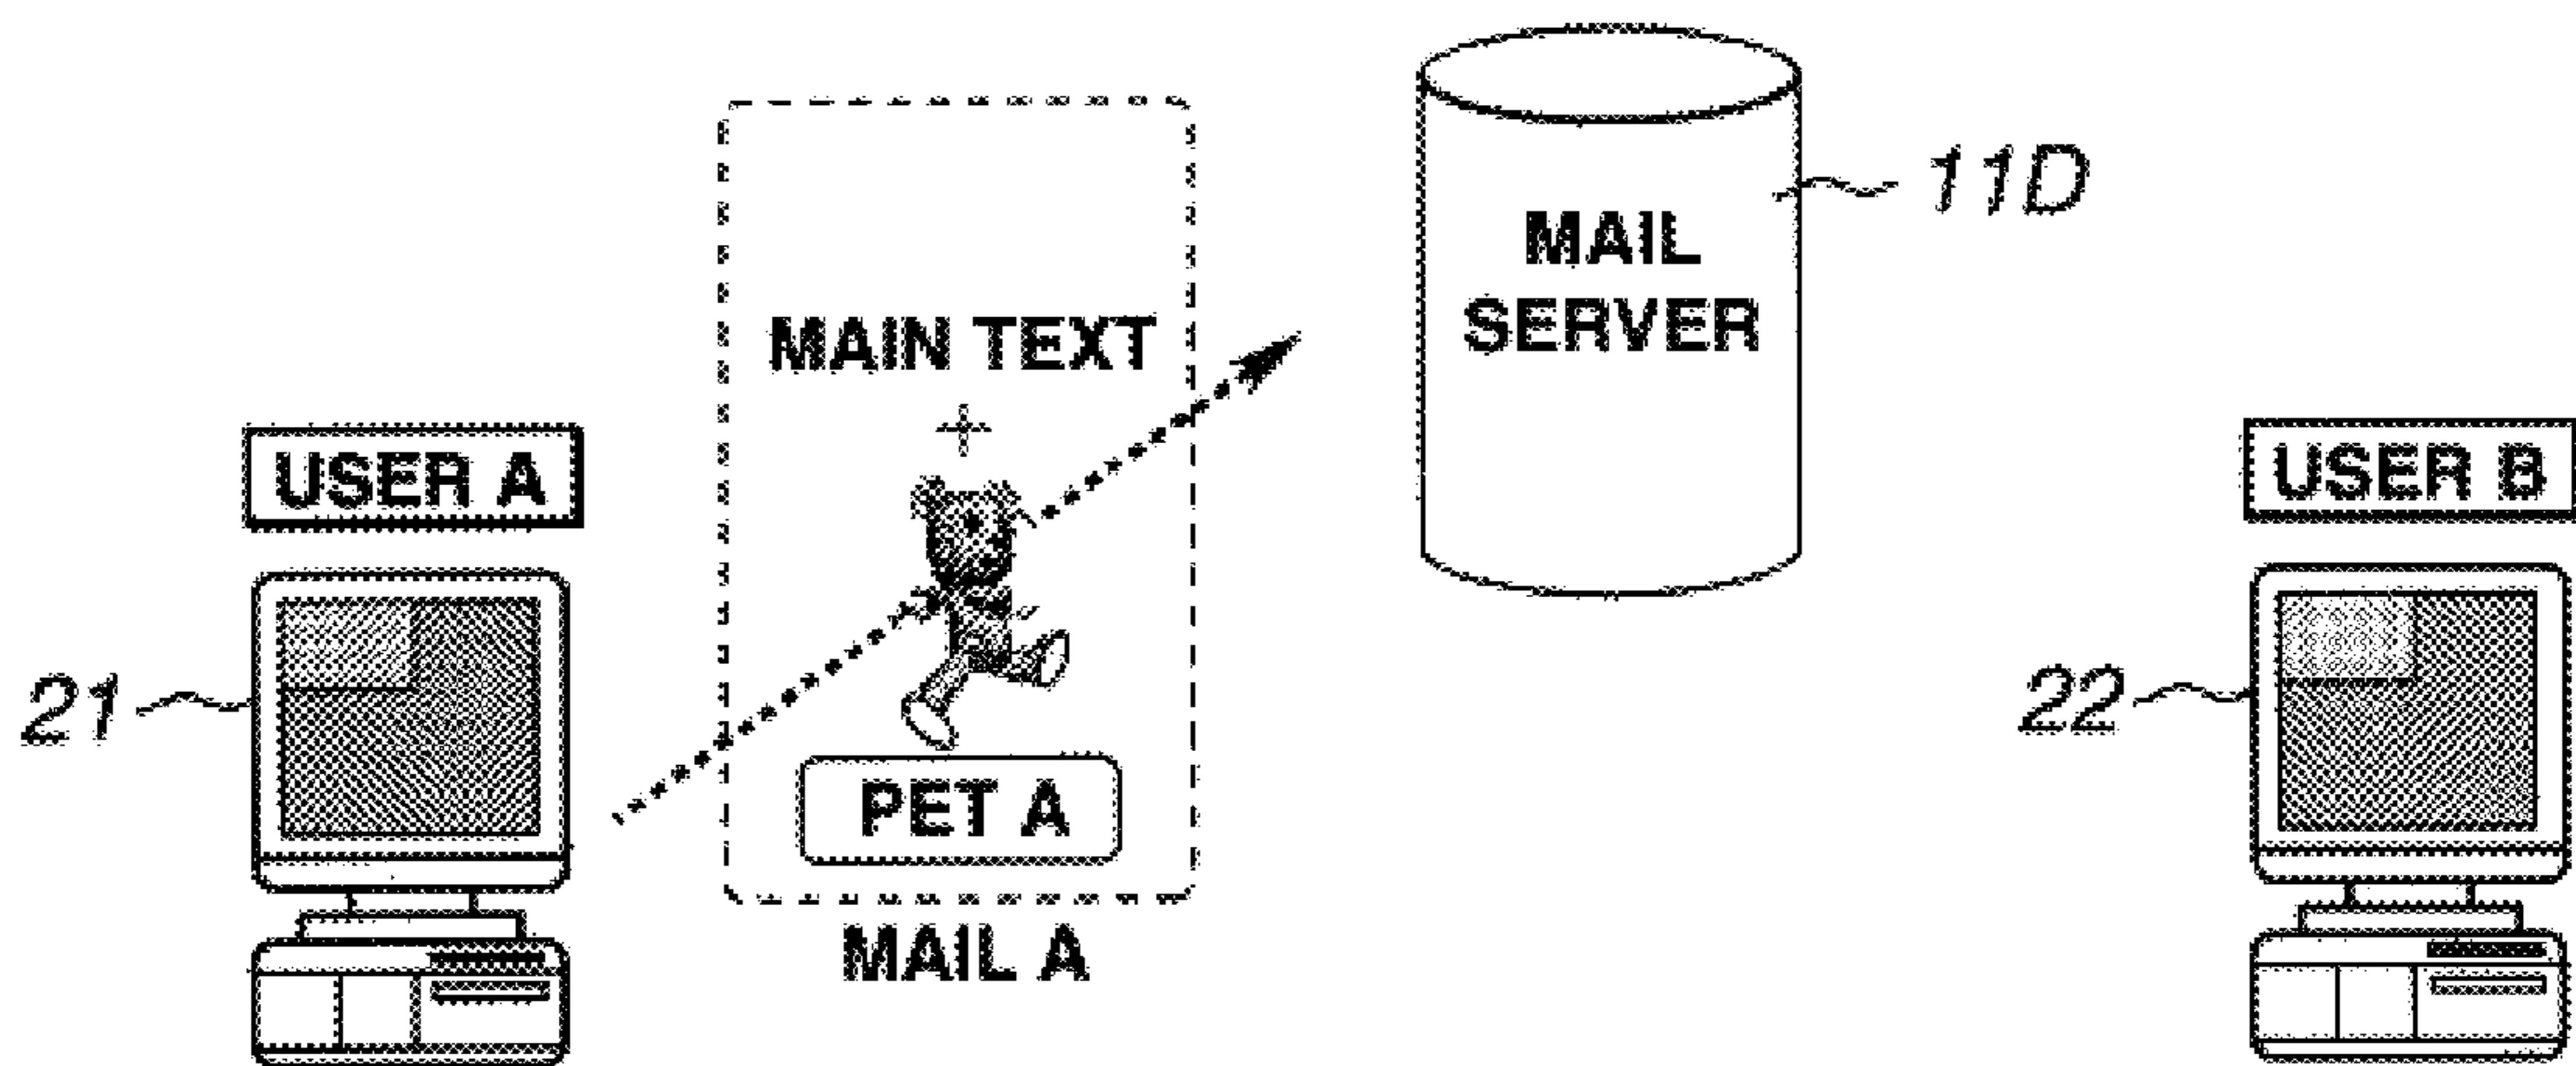 11D
MAIL
SERVER
MAIN TEXT
+
USER A
USER B
21
22
PET A
MAIL A